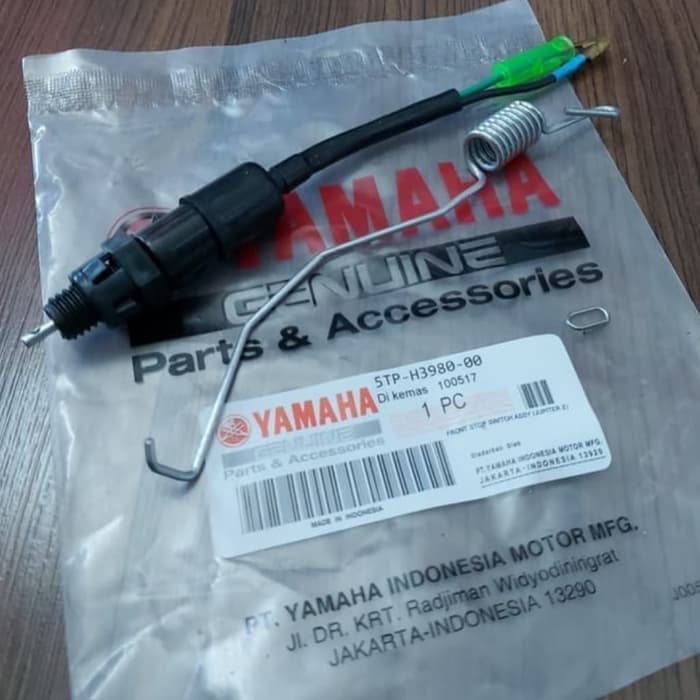 YAMAHA
GENUINE
Parts & Accessories
5TP-H3980-00
Di kemas 100517
1 PC
YAMAHA
GENUINE
Parts & Accessories
FRONT STOP SWITCH ASSY (JUPITER Z)
Diedarkan Oleh
PT.YAMAHA INDONESIA MOTOR MFG.
JAKARTA-INDONESIA 13920
MADE IN INDONESIA
PT. YAMAHA INDONESIA MOTOR MFG.
Jl. DR. KRT. Radjiman Widyodiningrat
JAKARTA-INDONESIA 13290